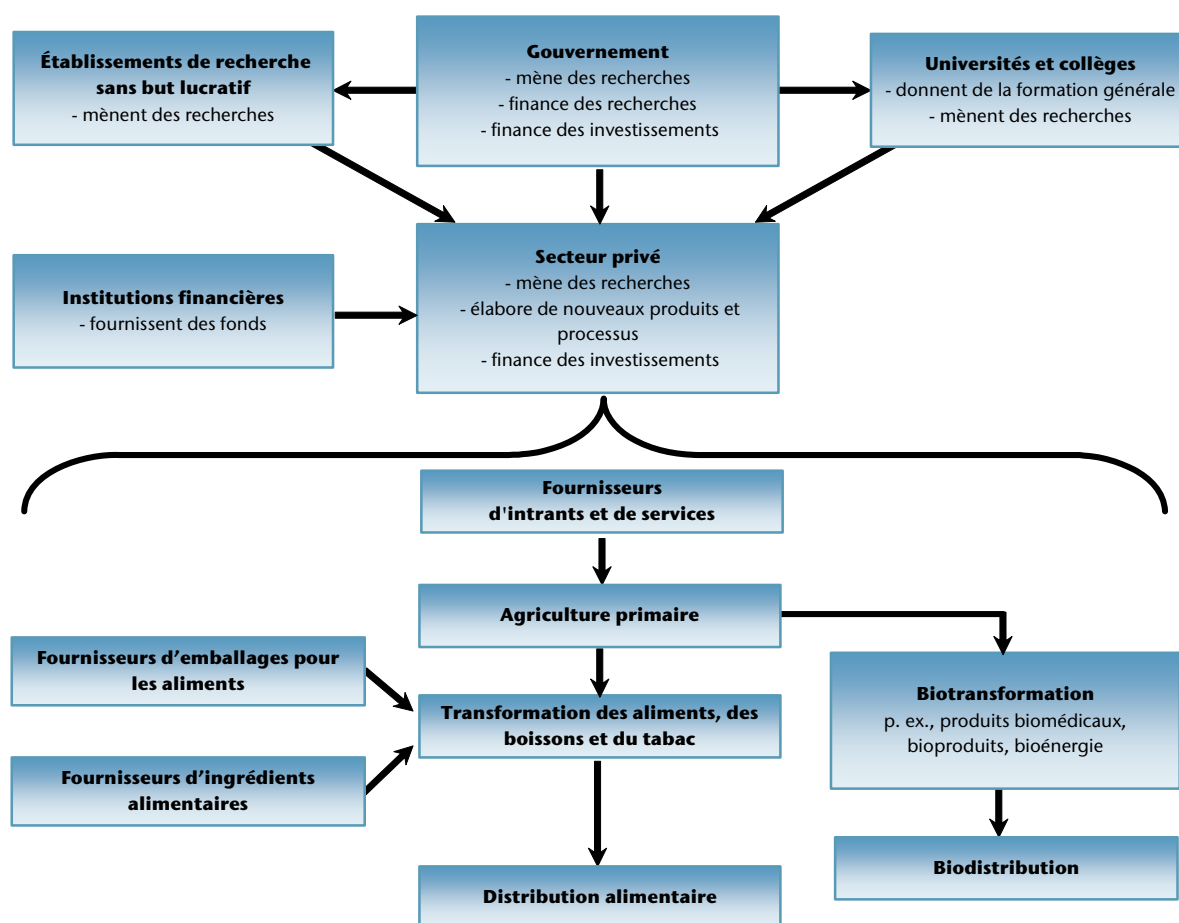 Établissements de recherche
sans but lucratif
- mènent des recherches
Gouvernement
- mène des recherches
- finance des recherches
- finance des investissements
Universités et collèges
- donnent de la formation générale
- mènent des recherches
Institutions financières
- fournissent des fonds
Secteur privé
- mène des recherches
- élabore de nouveaux produits et
processus
- finance des investissements
Fournisseurs
d'intrants et de services
Agriculture primaire
Fournisseurs d’emballages pour
les aliments
Transformation des aliments, des
boissons et du tabac
Fournisseurs d’ingrédients
alimentaires
Biotransformation
p. ex., produits biomédicaux,
bioproduits, bioénergie
Biodistribution
Distribution alimentaire